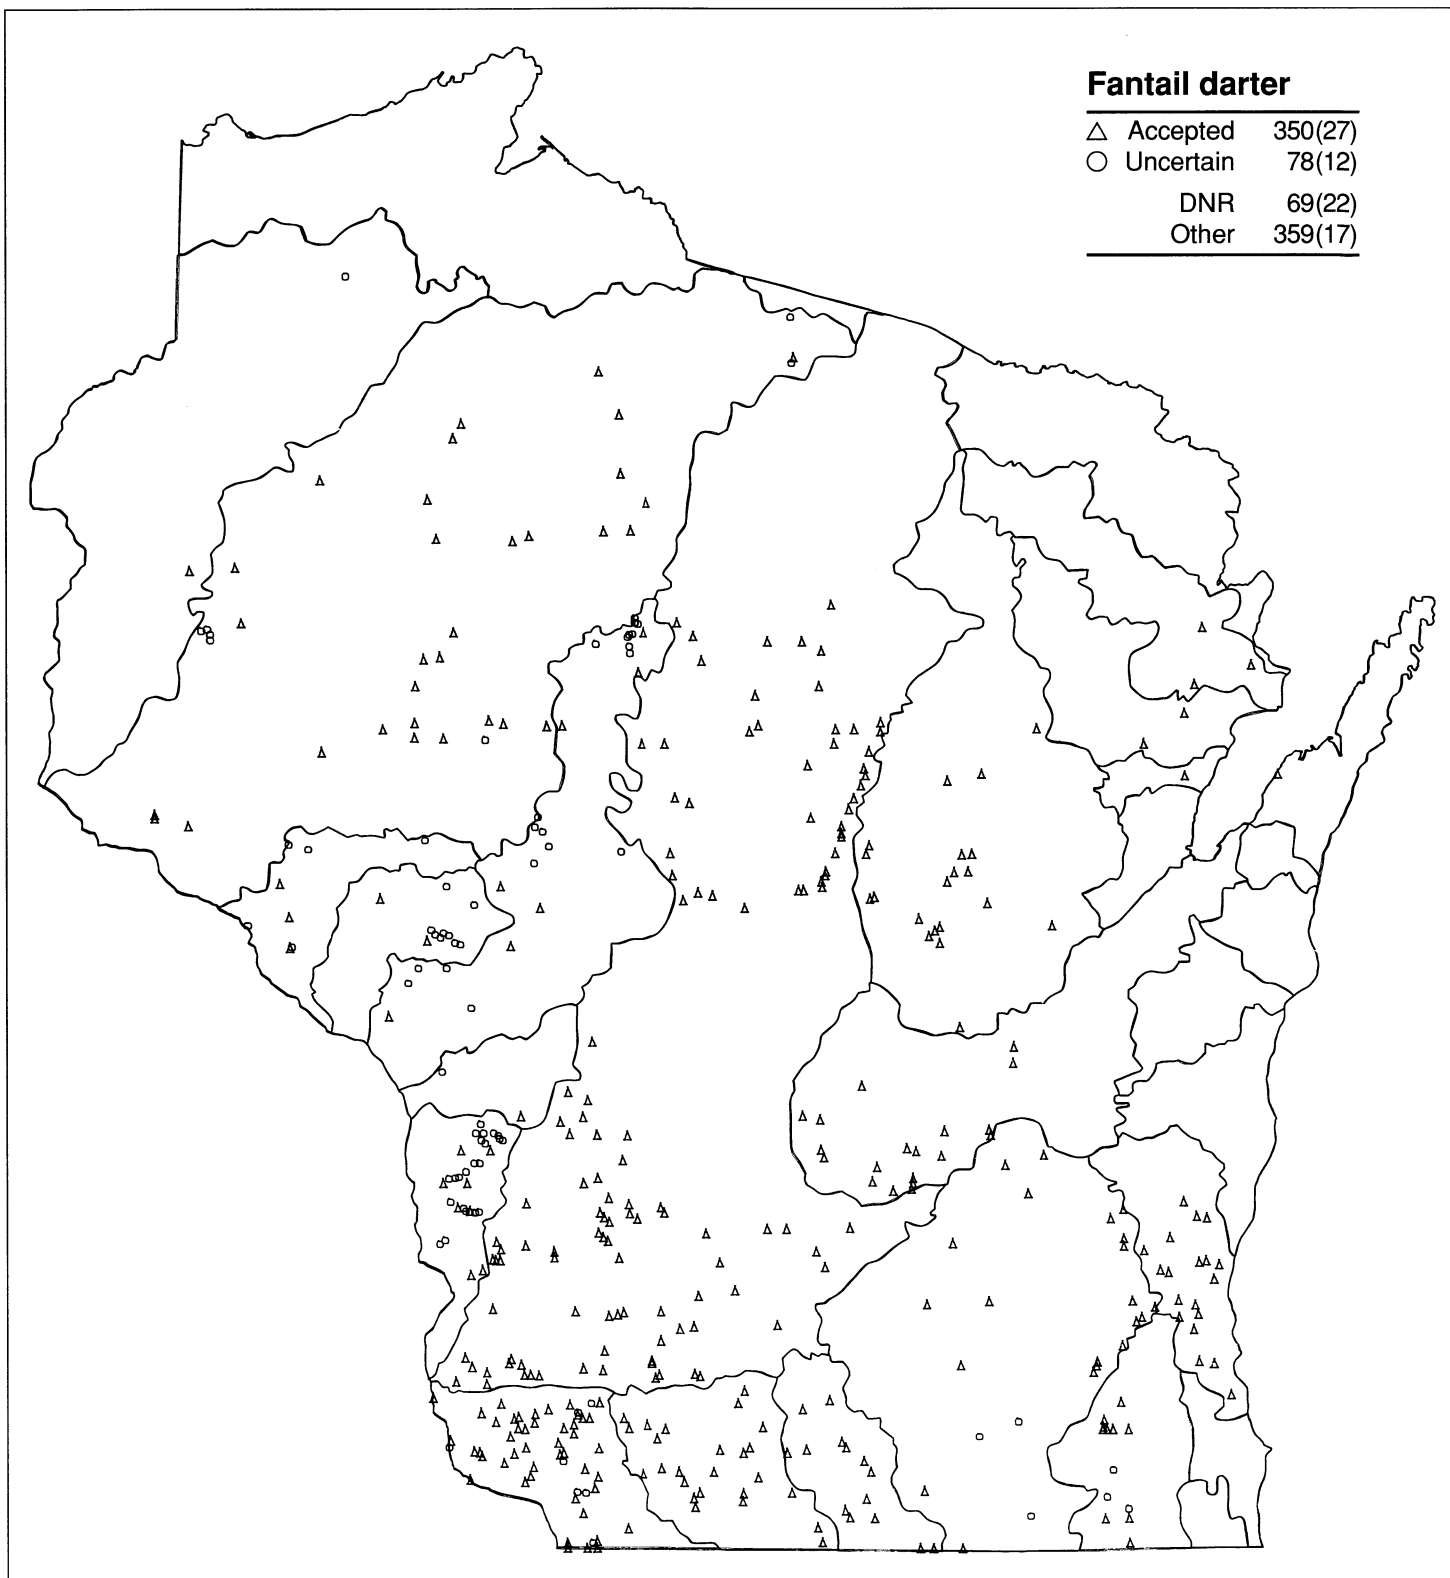 Fantail darter
Accepted 350(27)
Uncertain 78(12)
DNR 69(22)
Other 359(17)